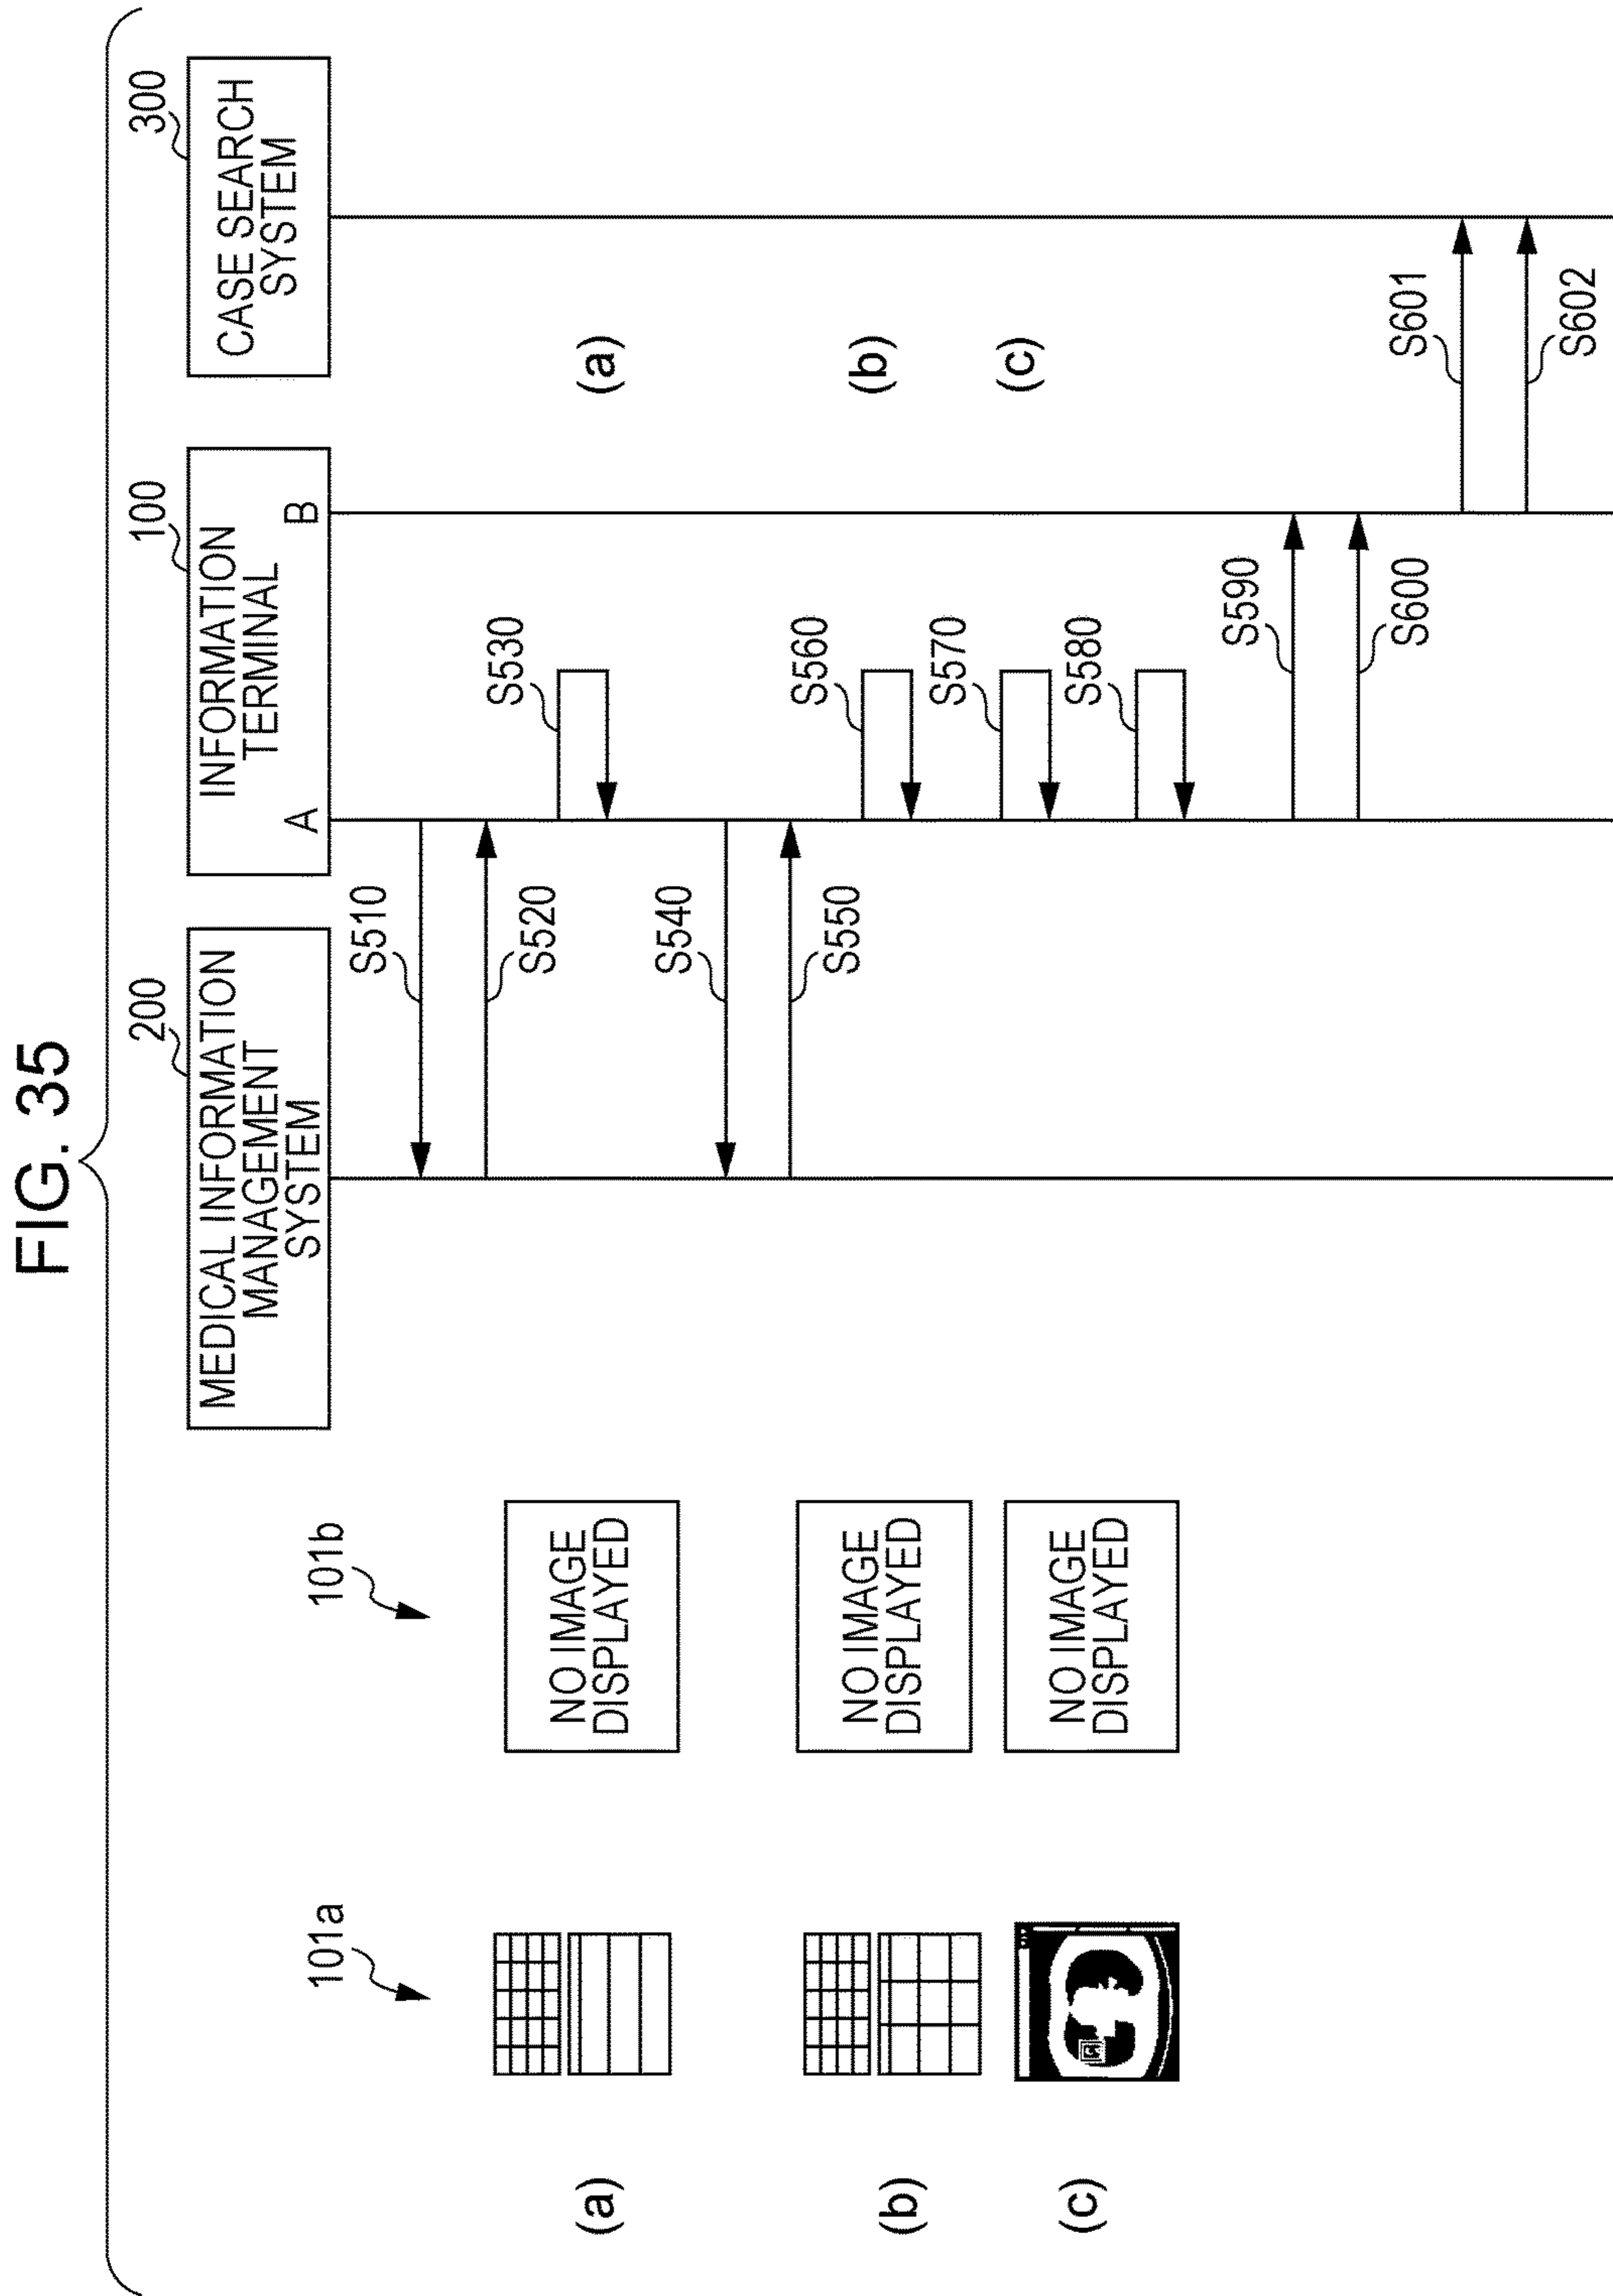 FIG. 35
101a
101b
200
MEDICAL INFORMATION
MANAGEMENT
SYSTEM
100
INFORMATION
TERMINAL
A
B
300
CASE SEARCH
SYSTEM
S510
S520
(a)
NO IMAGE
DISPLAYED
S530
(a)
S540
S550
(b)
NO IMAGE
DISPLAYED
S560
(b)
(c)
NO IMAGE
DISPLAYED
S570
(c)
S580
S590
S600
S601
S602